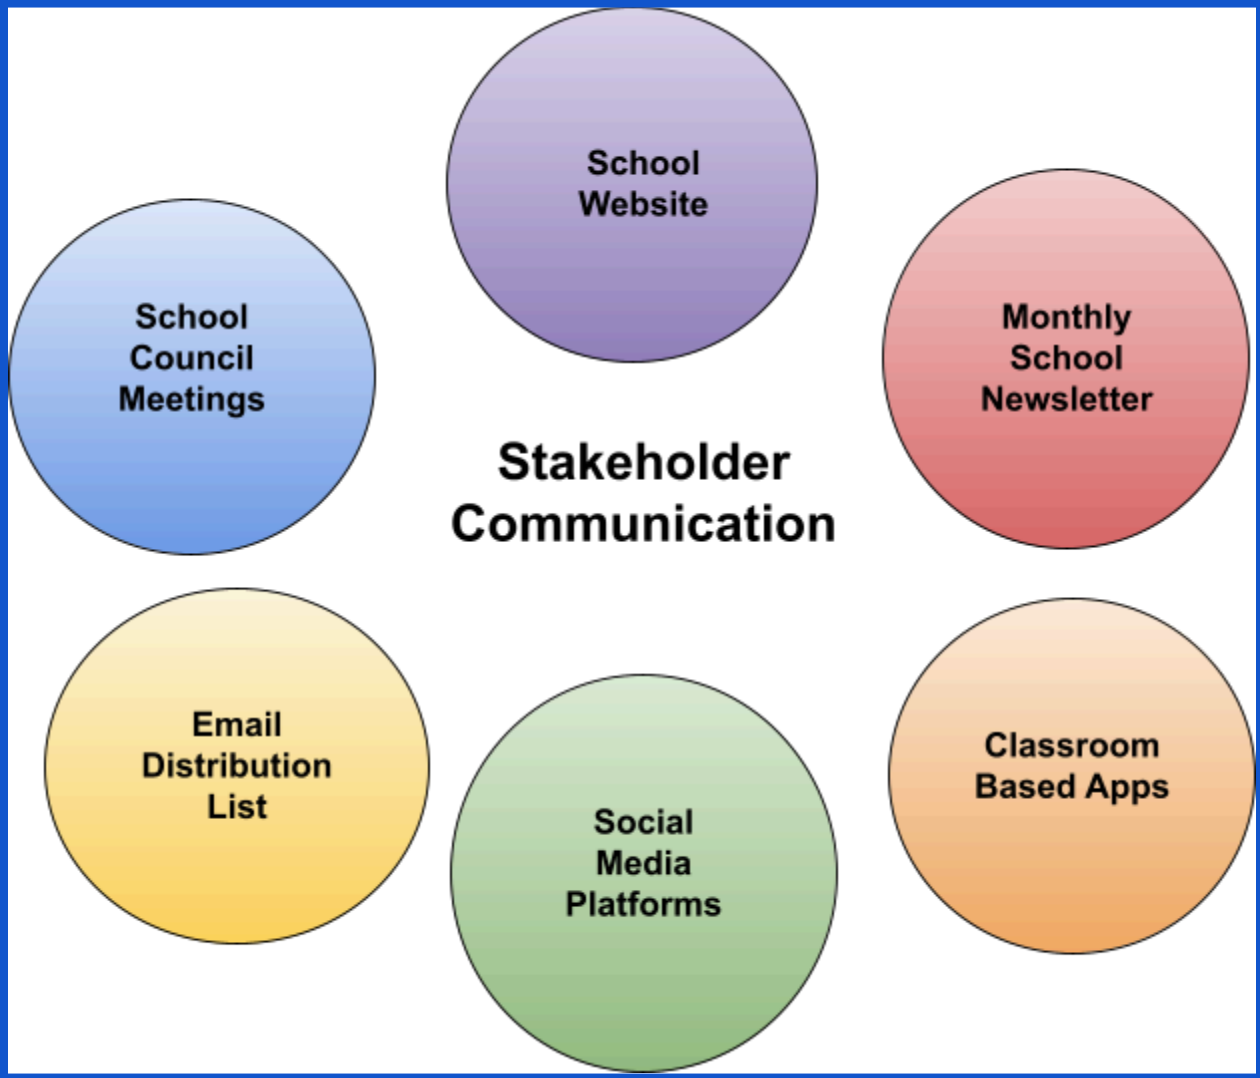 School
Website
School
Council
Meetings
Monthly
School
Newsletter
Stakeholder
Communication
Email
Distribution
List
Social
Media
Platforms
Classroom
Based Apps